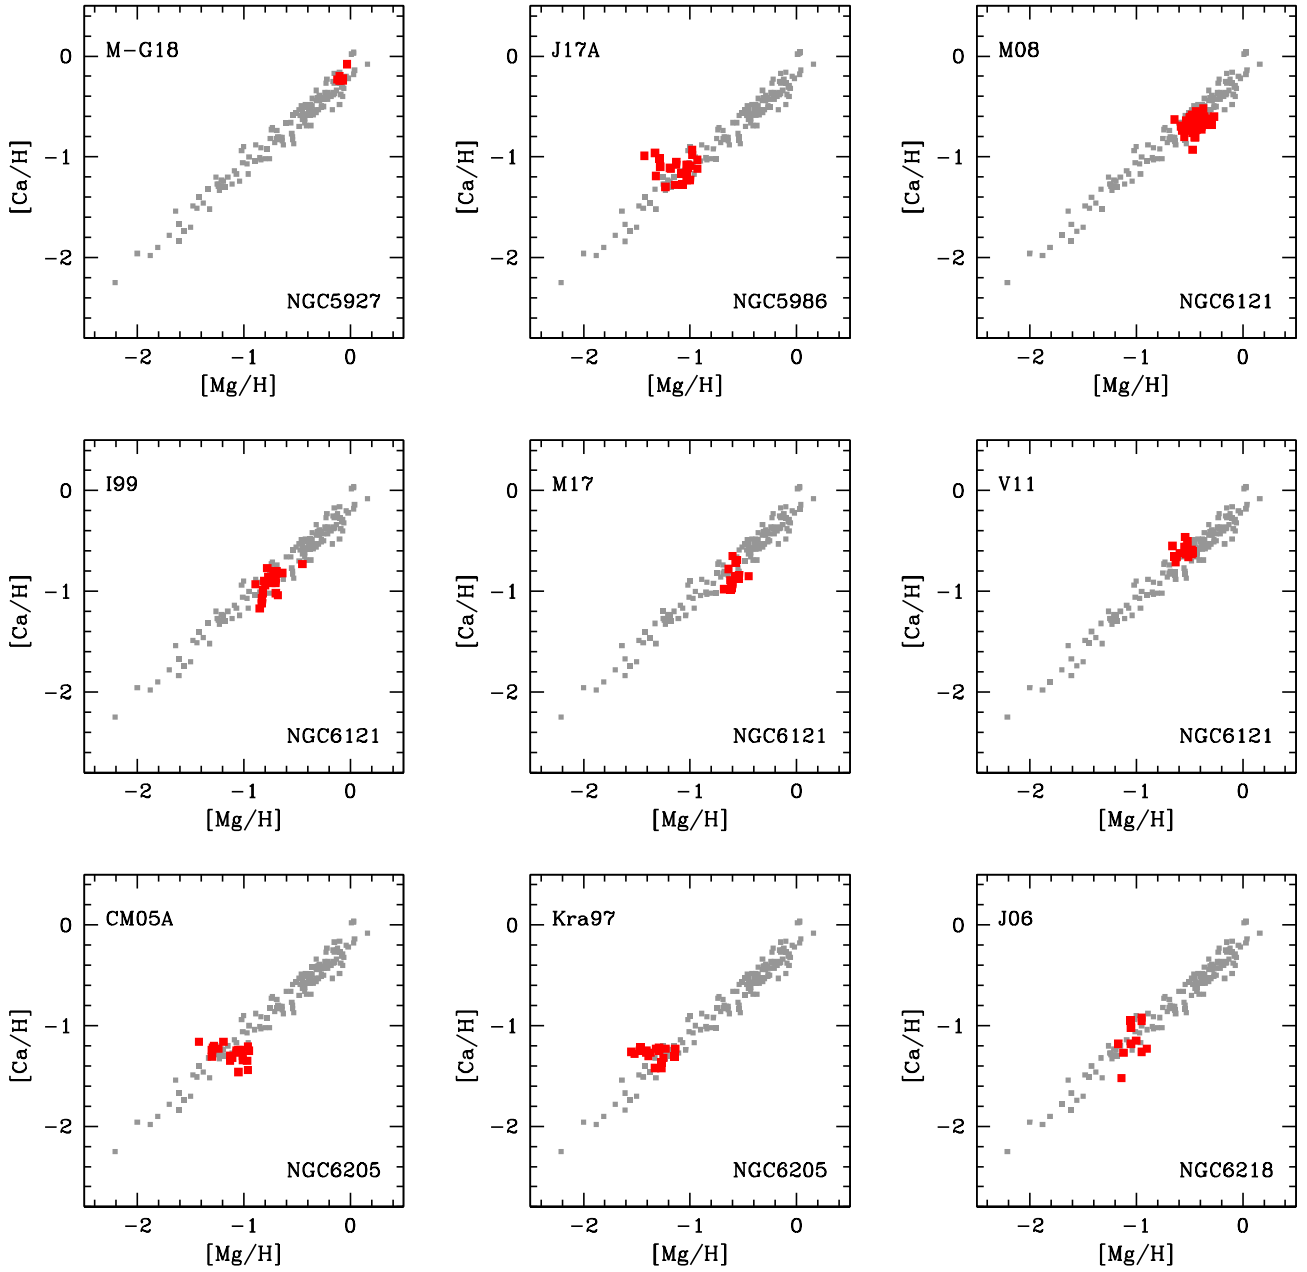 M-G18
0
-1
-2
[Ca/H]
NGC5927
-2 -1 0
[Mg/H]
J17A
0
-1
-2
[Ca/H]
NGC5986
-2 -1 0
[Mg/H]
M08
0
-1
-2
[Ca/H]
NGC6121
-2 -1 0
[Mg/H]
I99
0
-1
-2
[Ca/H]
NGC6121
-2 -1 0
[Mg/H]
M17
0
-1
-2
[Ca/H]
NGC6121
-2 -1 0
[Mg/H]
V11
0
-1
-2
[Ca/H]
NGC6121
-2 -1 0
[Mg/H]
CM05A
0
-1
-2
[Ca/H]
NGC6205
-2 -1 0
[Mg/H]
Kra97
0
-1
-2
[Ca/H]
NGC6205
-2 -1 0
[Mg/H]
J06
0
-1
-2
[Ca/H]
NGC6218
-2 -1 0
[Mg/H]